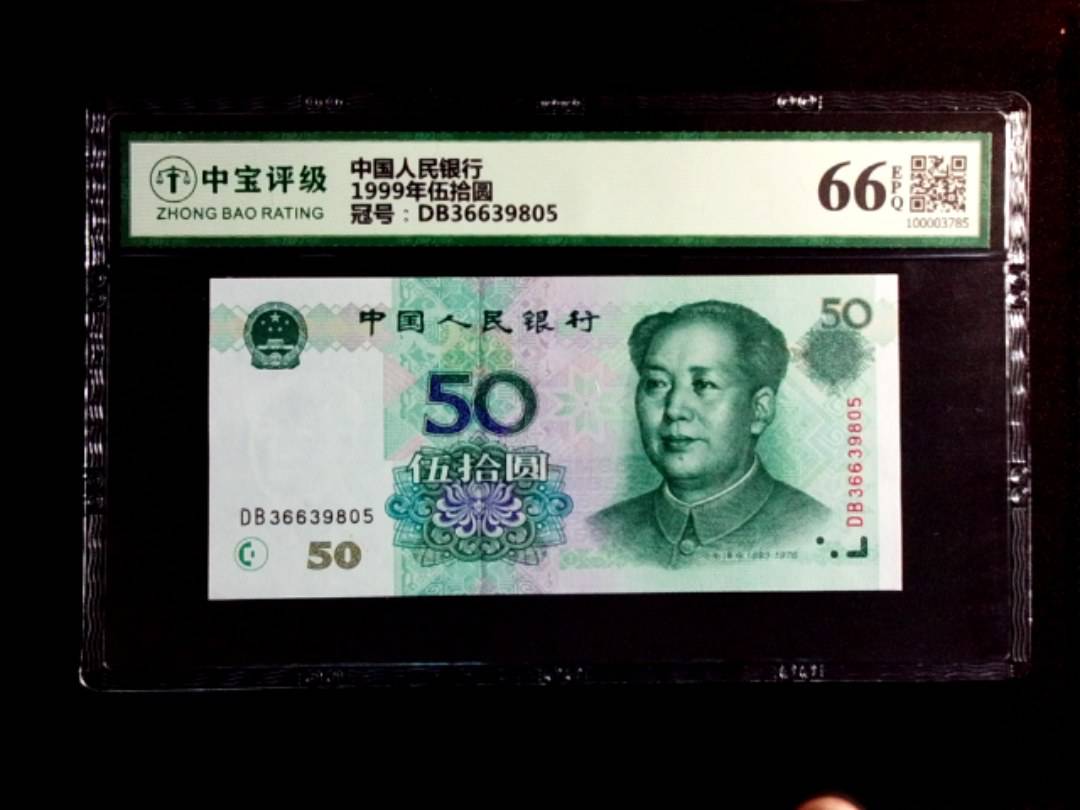 中宝评级
ZHONG BAO RATING
中国人民银行
1999年伍拾圆
冠号：DB36639805
66
EPQ
100003785
中国人民银行
50
50
伍拾圆
DB36639805
50
DB36639805
1893-1976